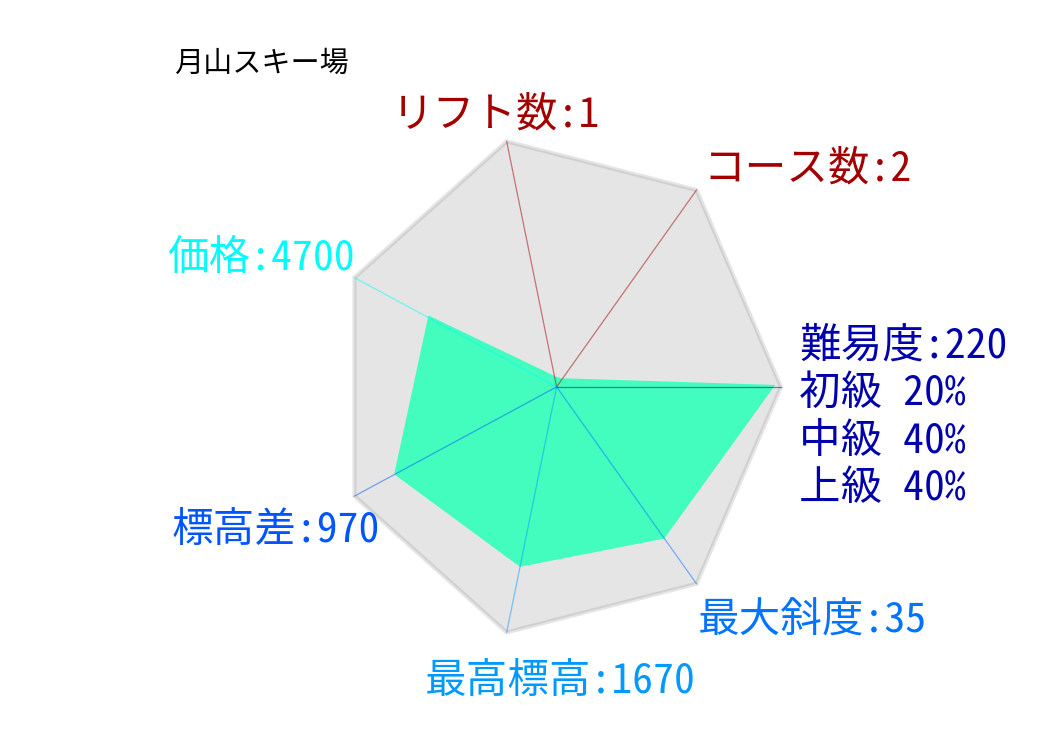 月山スキー場
リフト数:1
コース数:2
価格:4700
難易度:220
初級 20%
中級 40%
上級 40%
標高差:970
最大斜度:35
最高標高:1670